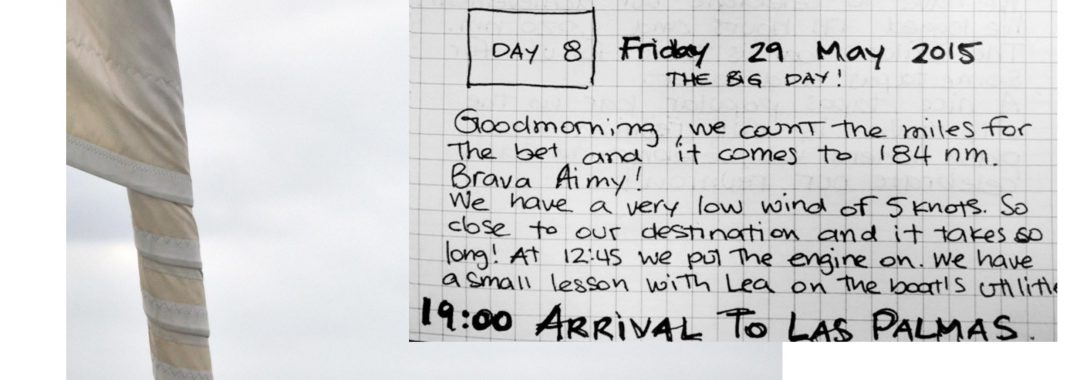 DAY 8 Friday 29 May 2015
THE BIG DAY!
Goodmorning, we count the miles for
the bet and it comes to 184 nm.
Brava Aimy!
We have a very low wind of 5 knots. So
close to our destination and it takes so
long! At 12:45 we put the engine on. We have
a small lesson with Lea on the boat's utilitie
19:00 ARRIVAL TO LAS PALMAS.